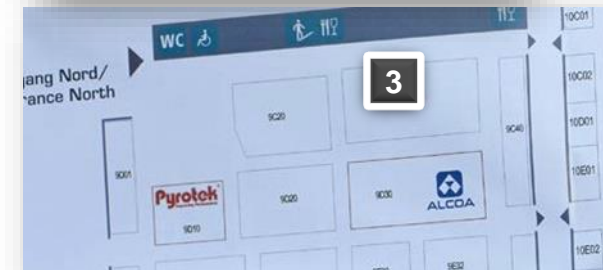 WC
10C01
ang Nord/
rance North
3
10C02
9C20
9C40
10D01
9D01
10E01
Pyrotek
9D10
9D20
9D30
ALCOA
10E02
9E32